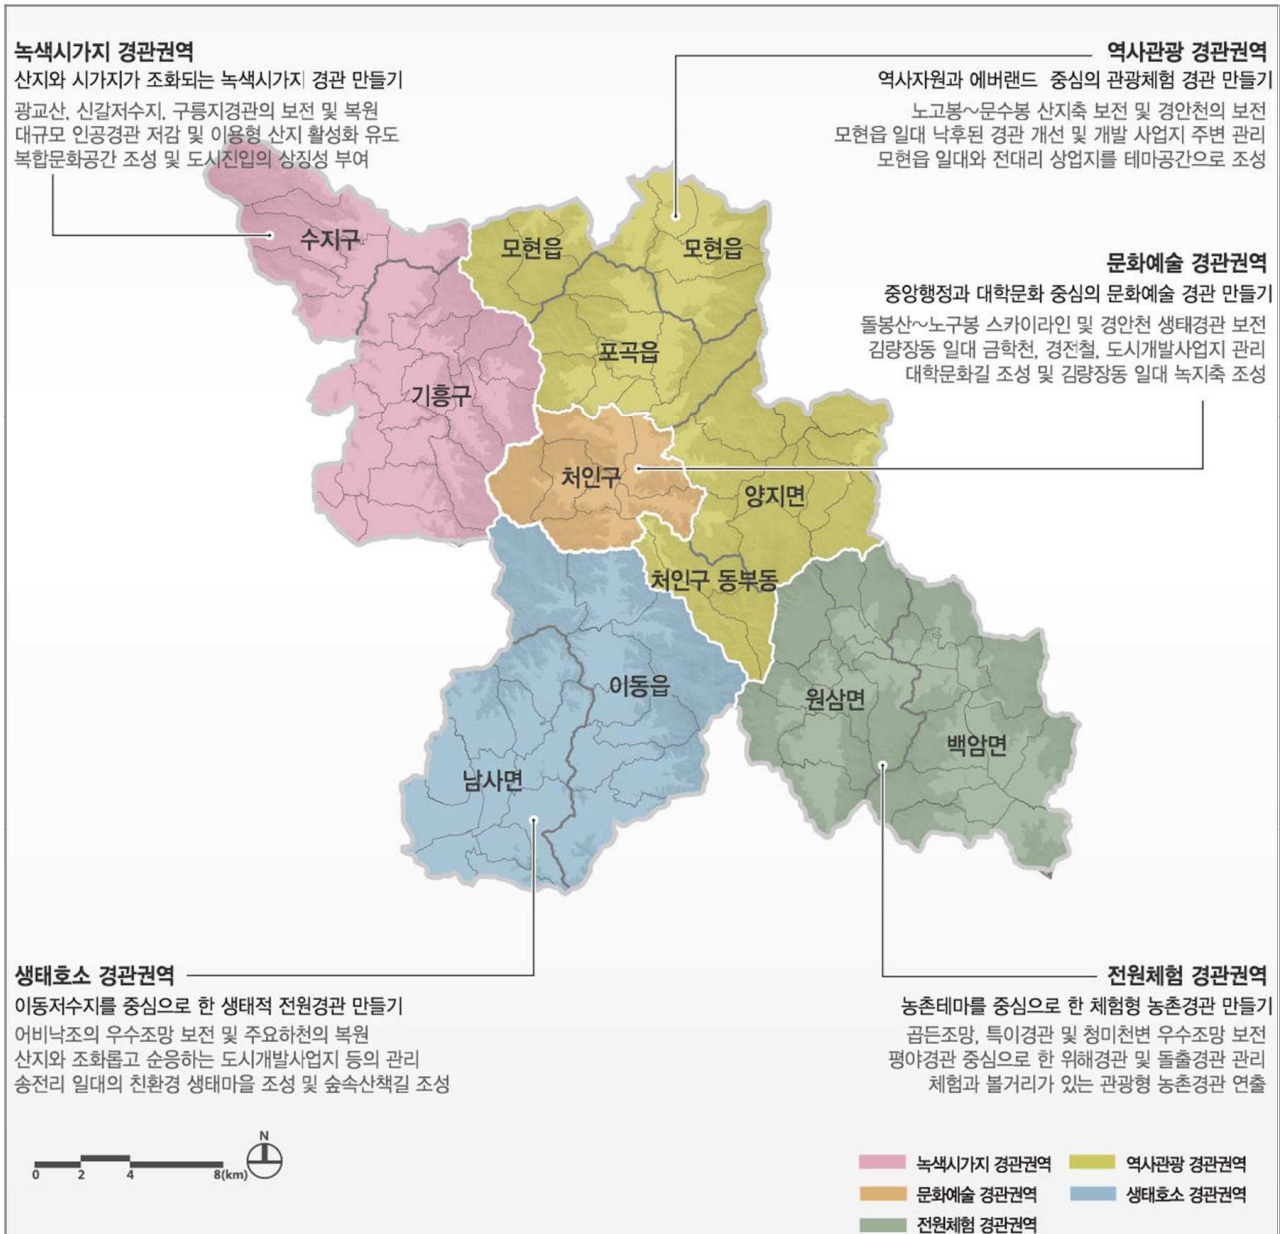 녹색시가지 경관권역
산지와 시가지가 조화되는 녹색시가지 경관 만들기
광교산, 신갈저수지, 구릉지경관의 보전 및 복원
대규모 인공경관 저감 및 이용형 산지 활성화 유도
복합문화공간 조성 및 도시진입의 상징성 부여
역사관광 경관권역
역사자원과 에버랜드 중심의 관광체험 경관 만들기
노고봉~문수봉 산지축 보전 및 경안천의 보전
모현읍 일대 낙후된 경관 개선 및 개발 사업지 주변 관리
모현읍 일대와 전대리 상업지를 테마공간으로 조성
문화예술 경관권역
중앙행정과 대학문화 중심의 문화예술 경관 만들기
돌봉산~노구봉 스카이라인 및 경안천 생태경관 보전
김량장동 일대 금학천, 경전철, 도시개발사업지 관리
대학문화길 조성 및 김량장동 일대 녹지축 조성
수지구
모현읍
모현읍
포곡읍
기흥구
처인구
양지면
처인구 동부동
이동읍
원삼면
백암면
남사면
생태호소 경관권역
이동저수지를 중심으로 한 생태적 전원경관 만들기
어비낙조의 우수조망 보전 및 주요하천의 복원
산지와 조화롭고 순응하는 도시개발사업지 등의 관리
송전리 일대의 친환경 생태마을 조성 및 숲속산책길 조성
전원체험 경관권역
농촌테마를 중심으로 한 체험형 농촌경관 만들기
곱든조망, 특이경관 및 청미천변 우수조망 보전
평야경관 중심으로 한 위해경관 및 돌출경관 관리
체험과 볼거리가 있는 관광형 농촌경관 연출
N
0 2 4 8(km)
녹색시가지 경관권역
역사관광 경관권역
문화예술 경관권역
생태호소 경관권역
전원체험 경관권역